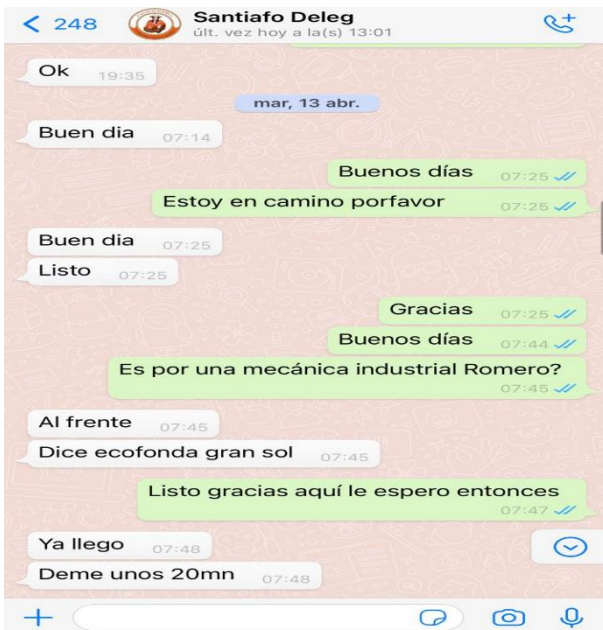 248
Santiafo Deleg
últ. vez hoy a la(s) 13:01
Ok 19:35
mar, 13 abr.
Buen dia 07:14
Buenos días 07:25
Estoy en camino porfavor 07:25
Buen dia 07:25
Listo 07:25
Gracias 07:25
Buenos días 07:44
Es por una mecánica industrial Romero?
07:45
Al frente 07:45
Dice ecofonda gran sol 07:45
Listo gracias aquí le espero entonces
07:47
Ya llego 07:48
Deme unos 20mn 07:48